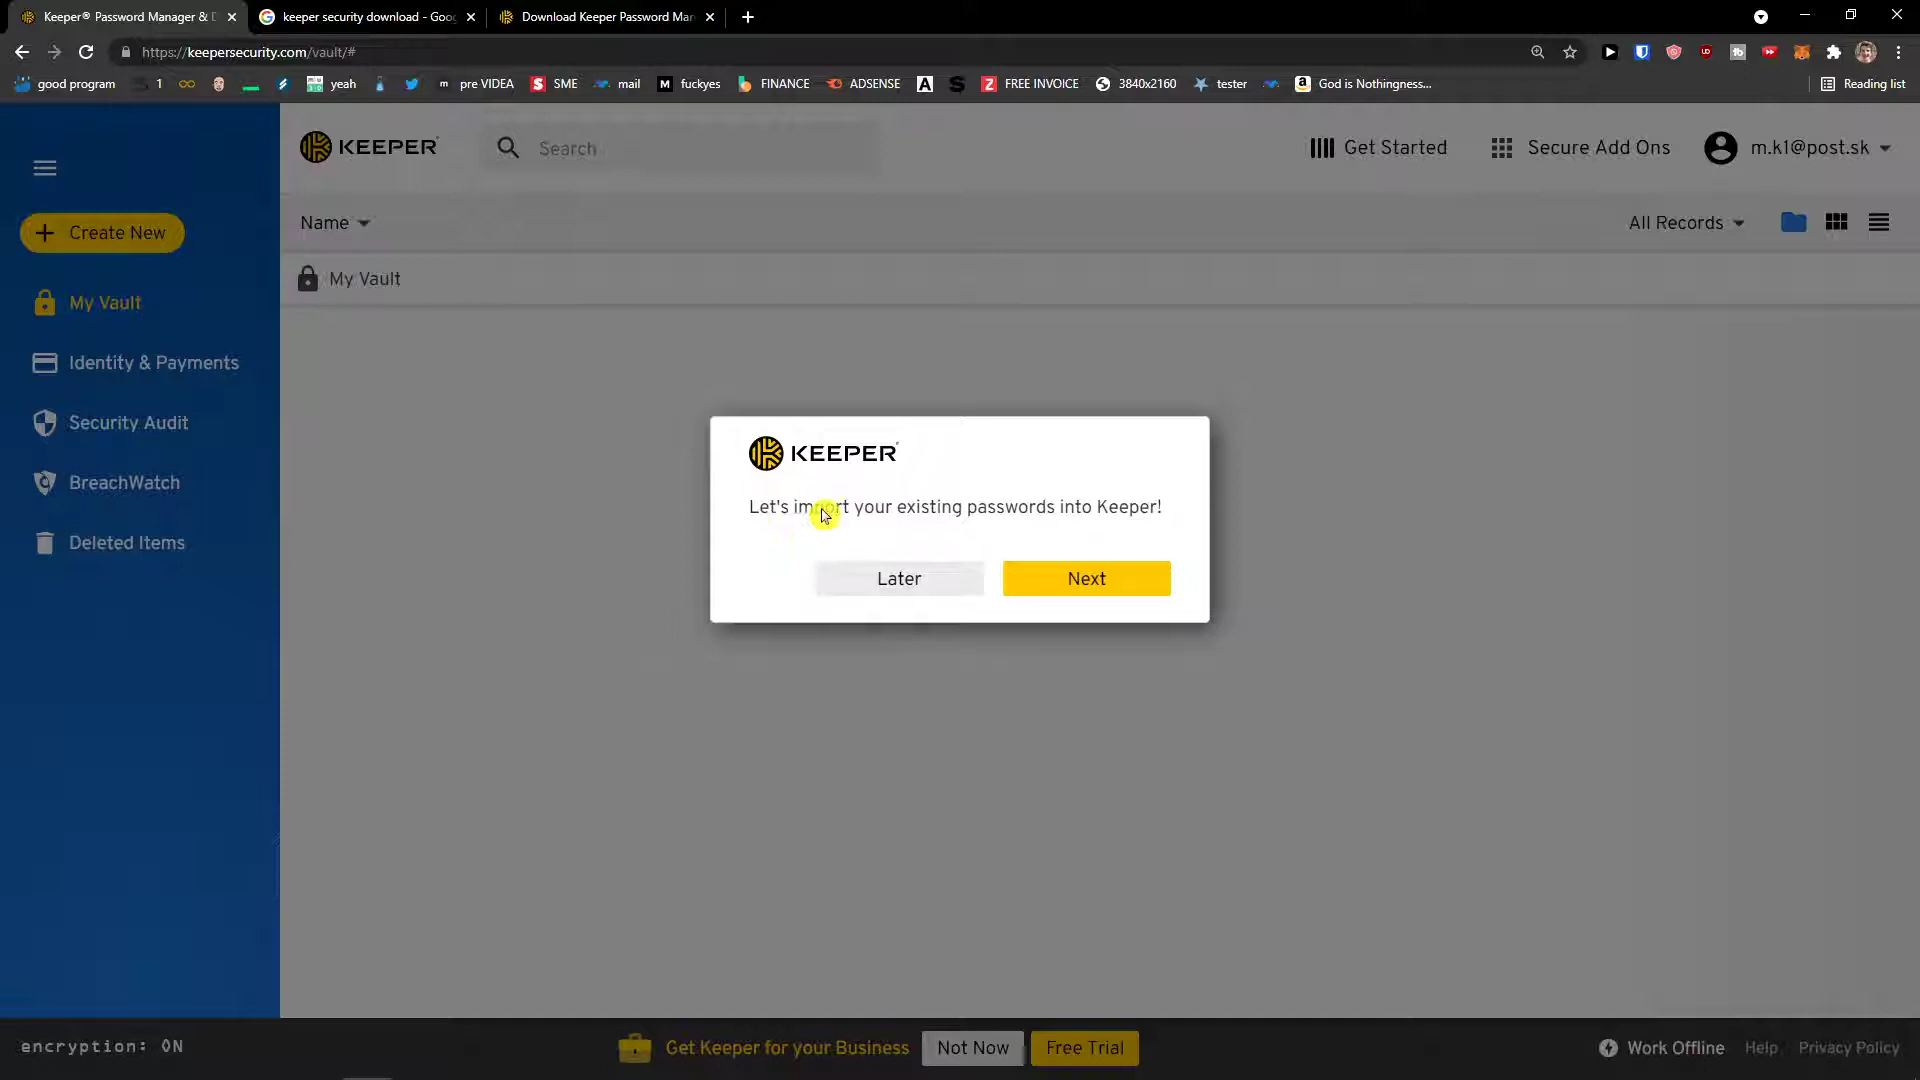 Keeper® Password Manager & D
keeper security download - Goog
Download Keeper Password Man
https://keepersecurity.com/vault/#
good program
1
yeah
pre VIDEA
SME
mail
fuckyes
FINANCE
ADSENSE
FREE INVOICE
3840x2160
tester
God is Nothingness...
Reading list
KEEPER
Search
Get Started
Secure Add Ons
m.k1@post.sk
Create New
Name
All Records
My Vault
My Vault
Identity & Payments
Security Audit
BreachWatch
Deleted Items
KEEPER
Let's import your existing passwords into Keeper!
Later
Next
encryption: ON
Get Keeper for your Business
Not Now
Free Trial
Work Offline
Help
Privacy Policy